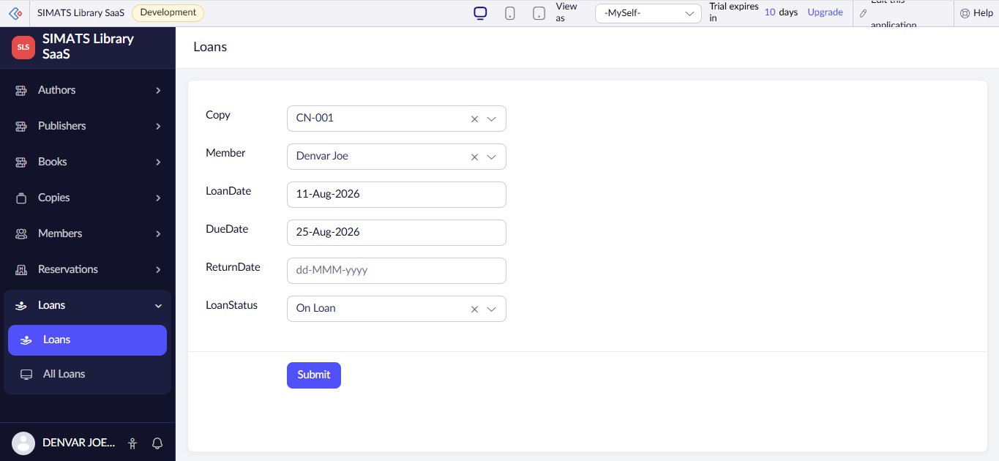 SIMATS Library SaaS
Development
View as
-MySelf-
Trial expires in
10 days
Upgrade
Edit this application
Help
SLS
SIMATS Library SaaS
Loans
Authors
Publishers
Books
Copies
Members
Reservations
Loans
Loans
All Loans
DENVAR JOE...
Copy
CN-001
Member
Denvar Joe
LoanDate
11-Aug-2026
DueDate
25-Aug-2026
ReturnDate
dd-MMM-yyyy
LoanStatus
On Loan
Submit